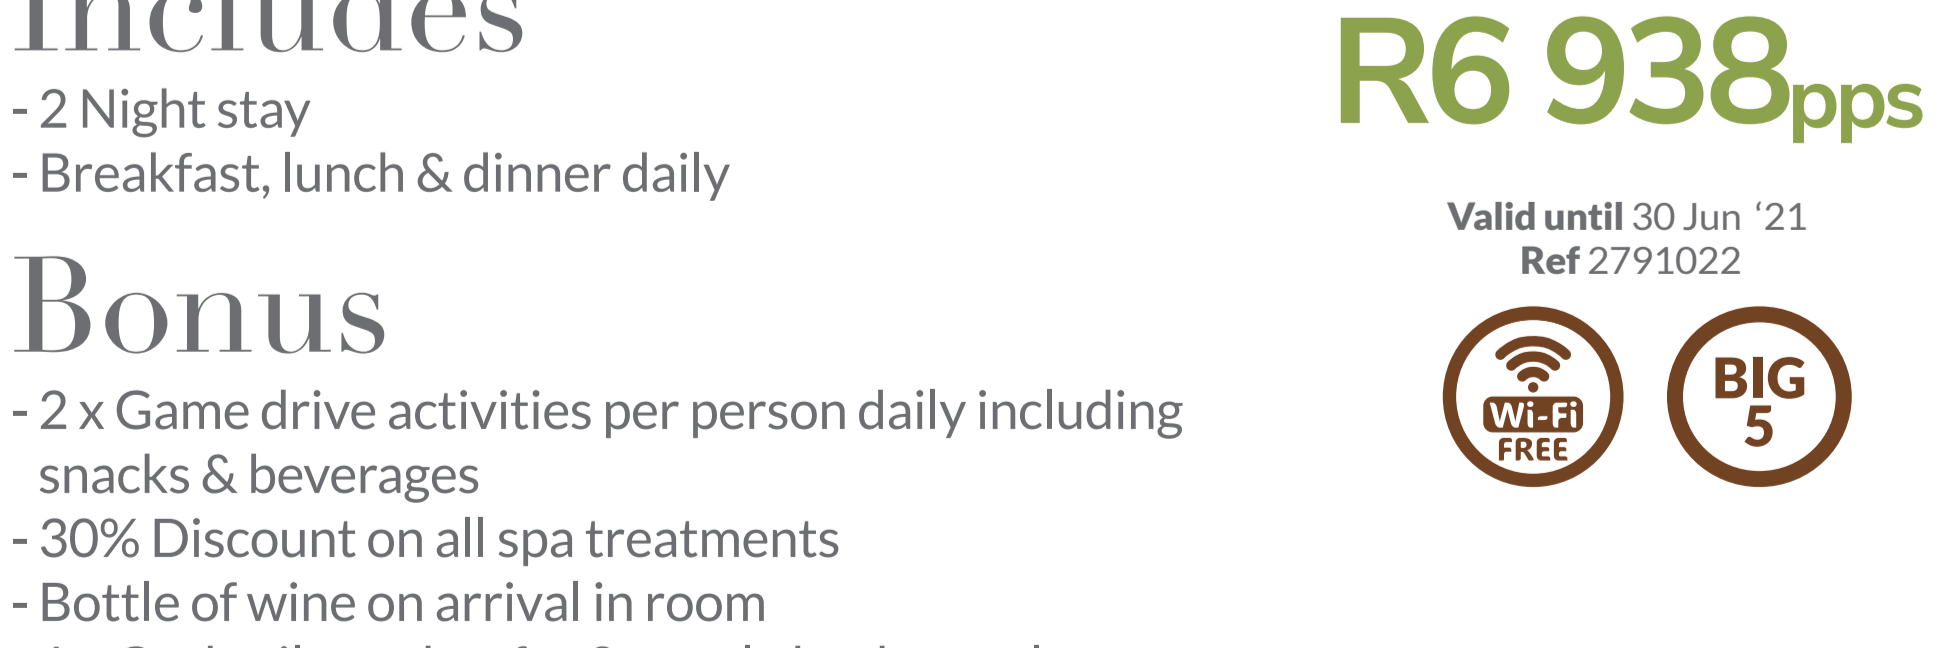 Includes
- 2 Night stay
- Breakfast, lunch & dinner daily
Bonus
- 2 x Game drive activities per person daily including
snacks & beverages
- 30% Discount on all spa treatments
- Bottle of wine on arrival in room
R6 938pps
Valid until 30 Jun ‘21
Ref 2791022
Wi-Fi
FREE
BIG
5